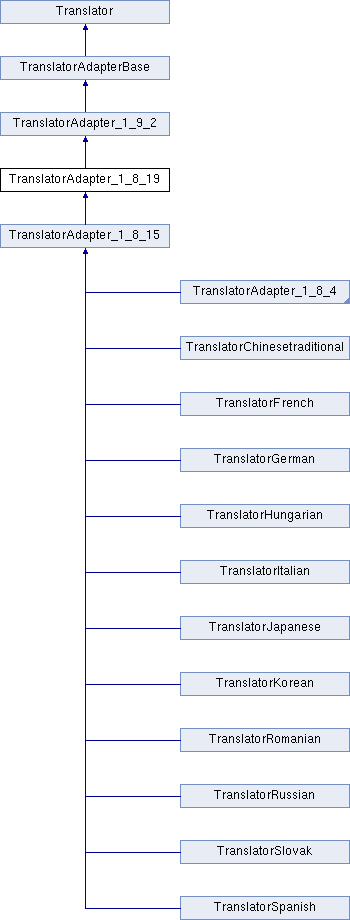 Translator
TranslatorAdapterBase
TranslatorAdapter_1_9_2
TranslatorAdapter_1_8_19
TranslatorAdapter_1_8_15
TranslatorAdapter_1_8_4
TranslatorChinesetraditional
TranslatorFrench
TranslatorGerman
TranslatorHungarian
TranslatorItalian
TranslatorJapanese
TranslatorKorean
TranslatorRomanian
TranslatorRussian
TranslatorSlovak
TranslatorSpanish